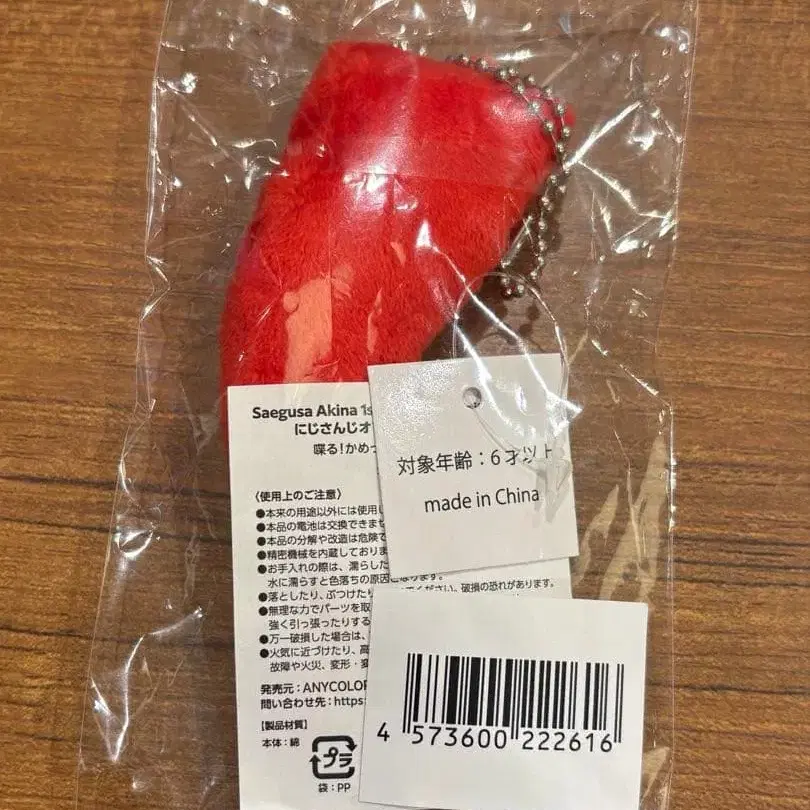 Saegusa Akina 1s
にじさんじオ
喋る!かめっ
〈使用上のご注意〉
●本来の用途以外には使用し
●本品の電池は交換できませ
●本品の分解や改造は危険で
●精密機械を内蔵しておりま
●お手入れの際は、濡らした
水に濡らすと色落ちの原因となります。
●落としたり、ぶつけたり
ください。破損の恐れがあります。
●無理な力でパーツを取
強く引っ張ったりする
●万一破損した場合は、
●火気に近づけたり、高
故障や火災、変形・変
発売元:ANYCOLOR
問い合わせ先:https:
【製品材質】
本体:綿
プラ
袋:PP
対象年齢:6才以上
made in China
4 573600 222616